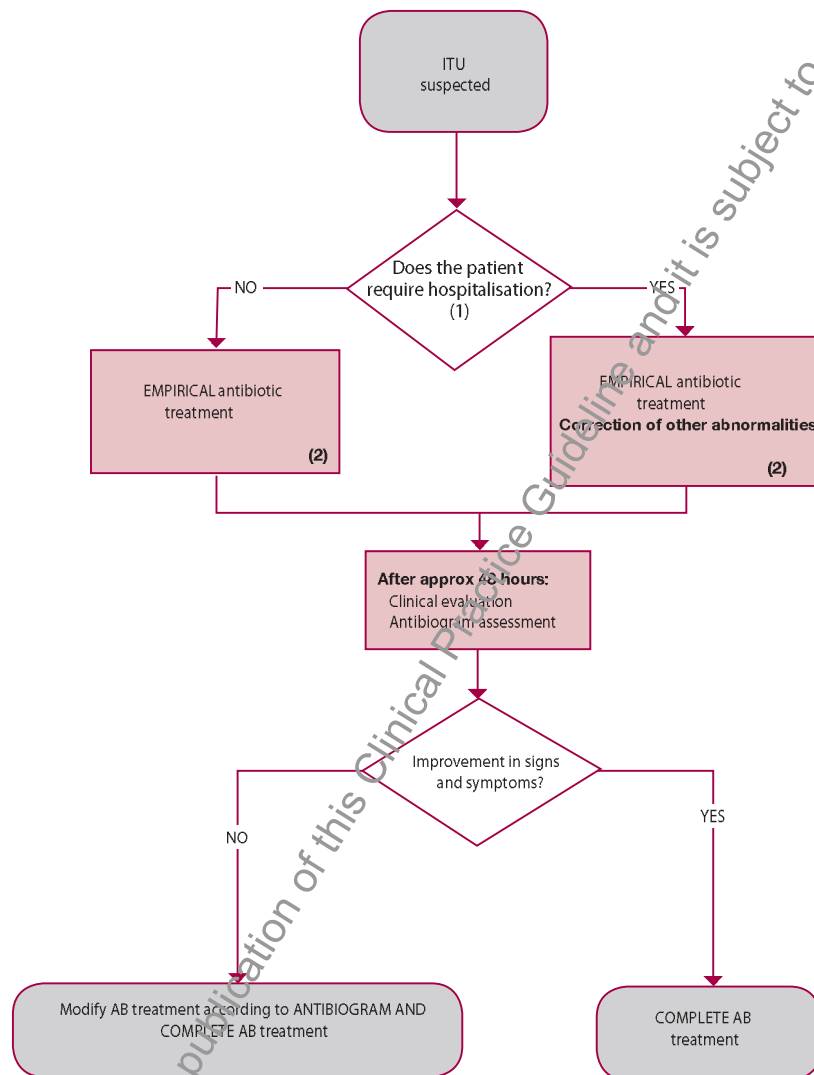 ITU
suspected
Does the patient
require hospitalisation?
(1)
NO
YES
EMPIRICAL antibiotic
treatment
(2)
EMPIRICAL antibiotic
treatment
Correction of other abnormalities
(2)
After approx 48 hours:
Clinical evaluation
Antibiogram assessment
Improvement in signs
and symptoms?
NO
YES
Modify AB treatment according to ANTIBIOGRAM AND
COMPLETE AB treatment
COMPLETE AB
treatment
publication of this Clinical Practice Guideline and it is subject to